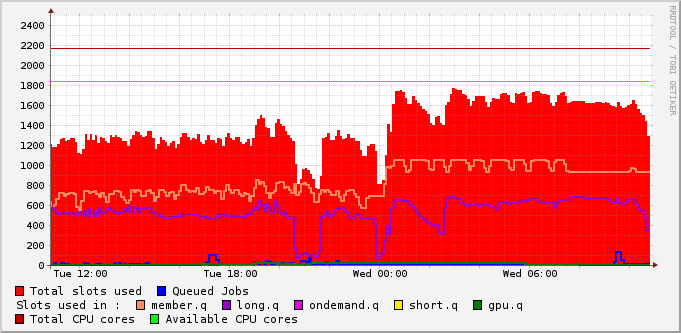 2400
2200
2000
1800
1600
1400
1200
1000
800
600
400
200
0
Tue 12:00 Tue 18:00 Wed 00:00 Wed 06:00
RRDTOOL / TOBI OETIKER
Total slots used Queued Jobs
Slots used in : member.q long.q ondemand.q short.q gpu.q
Total CPU cores Available CPU cores